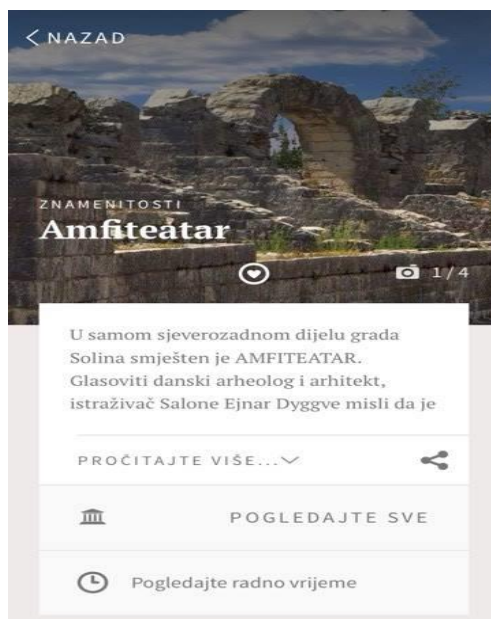 NAZAD
ZNAMENITOSTI
Amfiteatar
1/4
U samom sjeverozadnom dijelu grada
Solina smješten je AMFITEATAR.
Glasoviti danski arheolog i arhitekt,
istraživač Salone Ejnar Dyggve misli da je
PROČITAJTE VIŠE...
POGLEDAJTE SVE
Pogledajte radno vrijeme